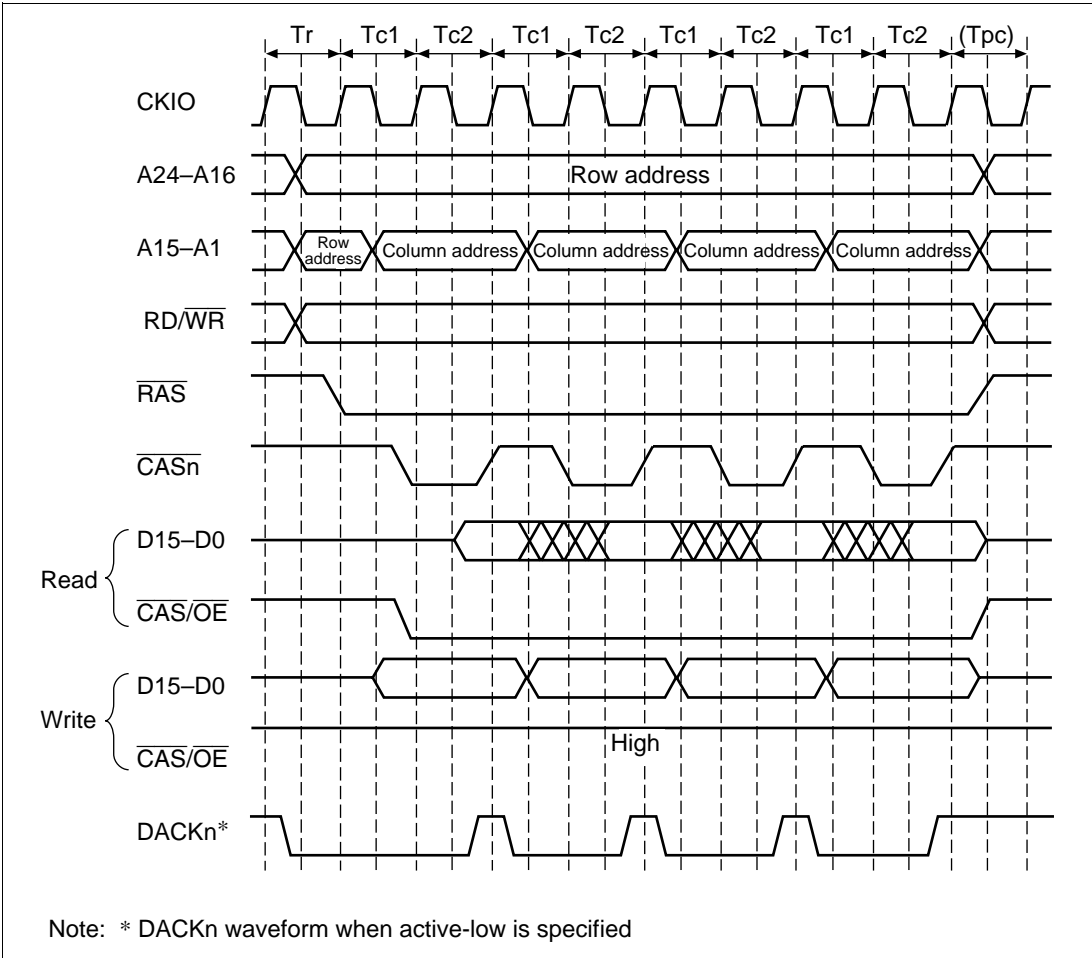 Tr Tc1 Tc2 Tc1 Tc2 Tc1 Tc2 Tc1 Tc2 (Tpc)
CKIO
A24–A16 Row address
A15–A1 Row address Column address Column address Column address Column address
RD/WR
RAS
CASn
Read
D15–D0
CAS/OE
Write
D15–D0
CAS/OE
High
DACKn*
Note: * DACKn waveform when active-low is specified